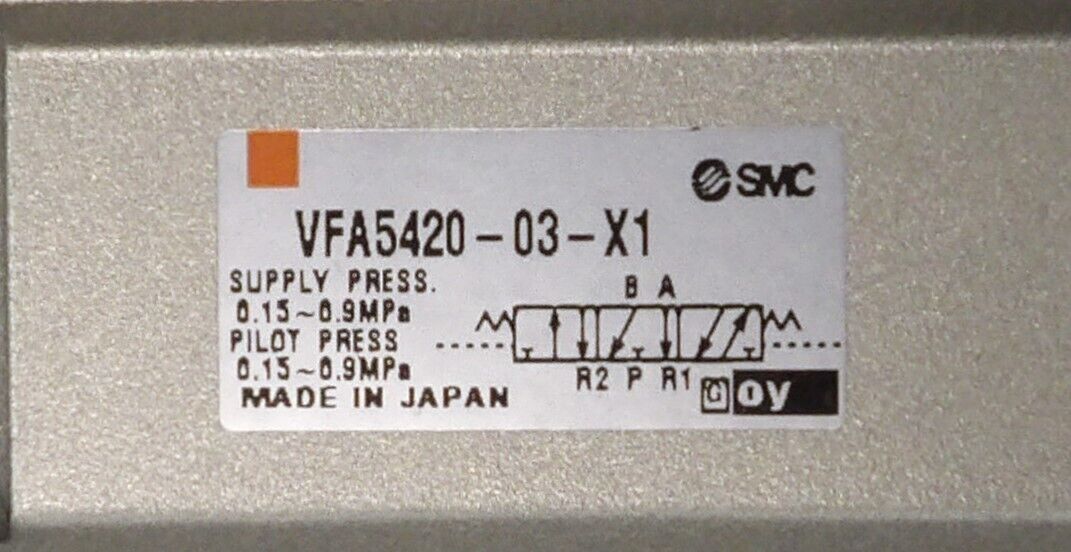 SMC
VFA5420-03-X1
SUPPLY PRESS.
0.15~0.9MPa
PILOT PRESS
0.15~0.9MPa
MADE IN JAPAN
B A
R2 P R1
G oy